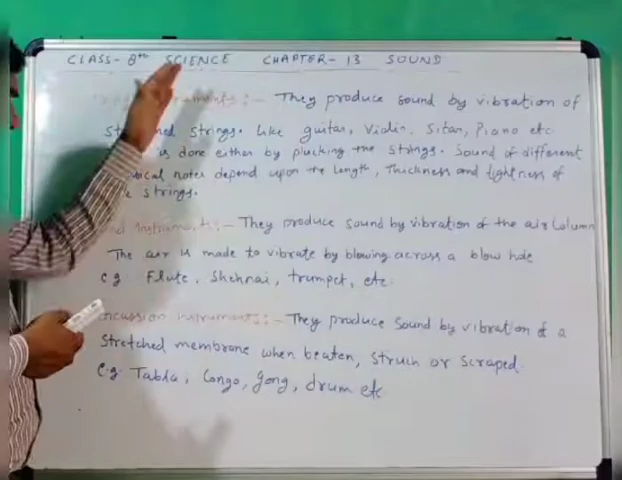 CLASS- 8th SCIENCE CHAPTER- 13 SOUND
:- They produce sound by vibration of
strings. Like guitar, Violin, Sitar, Piano etc.
is done either by plucking the strings. Sound of different
depend upon the length, Thickness and tightness of
strings.
Instruments:- They produce sound by vibration of the air column
The air is made to vibrate by blowing across a blow hole
eg Flute, Shehnai, trumpet, etc.
instruments:- They produce Sound by vibration of a
stretched membrane when beaten, struck or scraped.
e.g. Tabla, Congo, gong, drum etc.